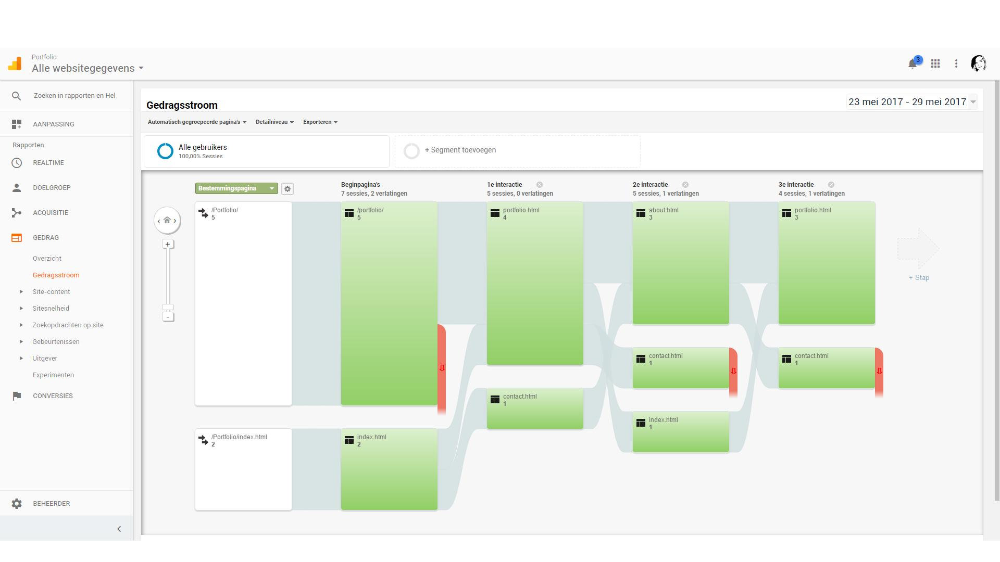 Portfolio
Alle websitegegevens
3
Zoeken in rapporten en Hel
AANPASSING
Rapporten
REALTIME
DOELGROEP
ACQUISITIE
GEDRAG
Overzicht
Gedragsstroom
Site-content
Sitesnelheid
Zoekopdrachten op site
Gebeurtenissen
Uitgever
Experimenten
CONVERSIES
BEHEERDER
Gedragsstroom
23 mei 2017 - 29 mei 2017
Automatisch gegroepeerde pagina's
Detailniveau
Exporteren
Alle gebruikers
100,00% Sessies
+ Segment toevoegen
Bestemmingspagina
+
-
/Portfolio/
5
/Portfolio/index.html
2
Beginpagina's
7 sessies, 2 verlatingen
/portfolio/
5
index.html
2
1e interactie
5 sessies, 0 verlatingen
portfolio.html
4
contact.html
1
2e interactie
5 sessies, 1 verlatingen
about.html
3
contact.html
1
index.html
1
3e interactie
4 sessies, 1 verlatingen
portfolio.html
3
contact.html
1
+ Stap